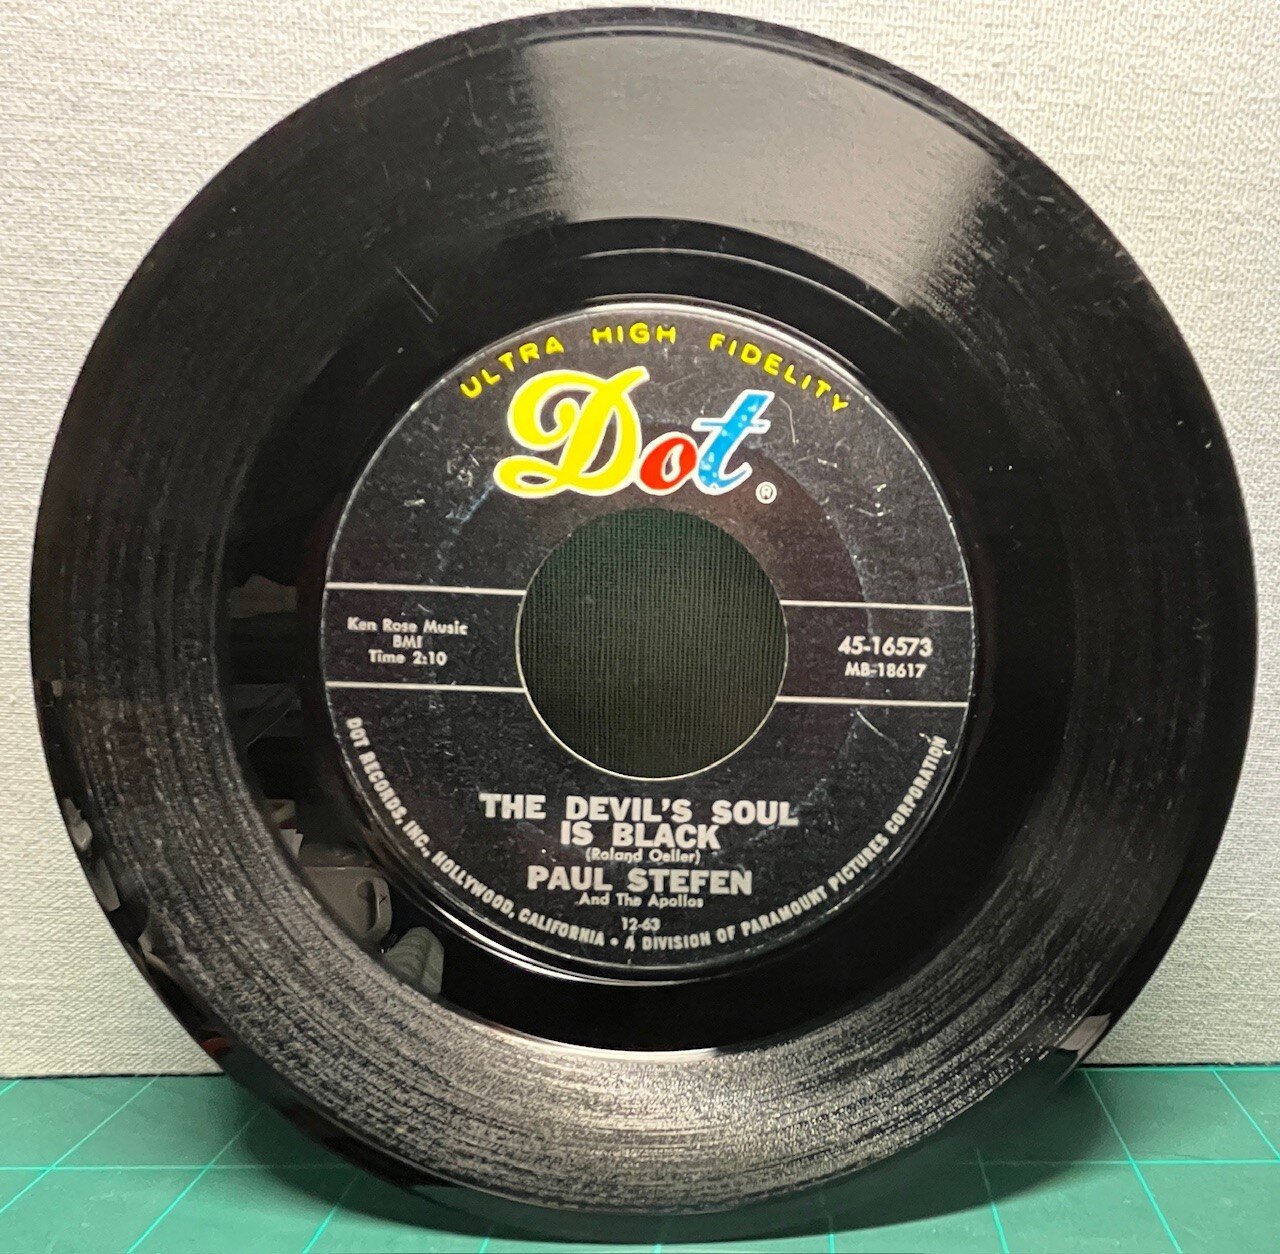 ULTRA HIGH FIDELITY
Dot®
Ken Rose Music
BMI
Time 2:10
45-16573
MB-18617
THE DEVIL'S SOUL
IS BLACK
(Roland Oeller)
PAUL STEFEN
And The Apollos
12-63
DOT RECORDS, INC., HOLLYWOOD, CALIFORNIA • A DIVISION OF PARAMOUNT PICTURES CORPORATION